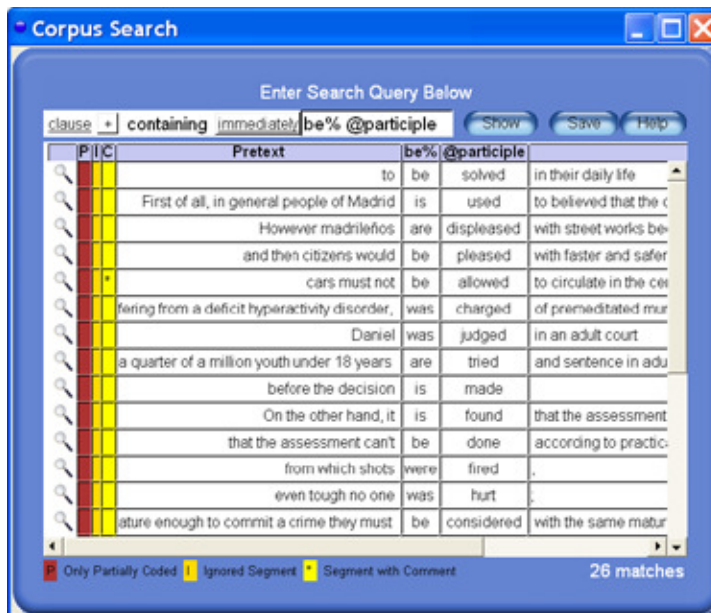 Corpus Search
Enter Search Query Below
clause + containing immediately be% @participle Show Save Help
P I C Pretext be% @participle
to be solved in their daily life
First of all, in general people of Madrid is used to believed that the c
However madrileños are displeased with street works be
and then citizens would be pleased with faster and safer
* cars must not be allowed to circulate in the ce
fering from a deficit hyperactivity disorder, was charged of premeditated mur
Daniel was judged in an adult court
a quarter of a million youth under 18 years are tried and sentence in adu
before the decision is made
On the other hand, it is found that the assessment
that the assessment can't be done according to practic
from which shots were fired .
even tough no one was hurt ;
ature enough to commit a crime they must be considered with the same matur
P Only Partially Coded I Ignored Segment * Segment with Comment 26 matches